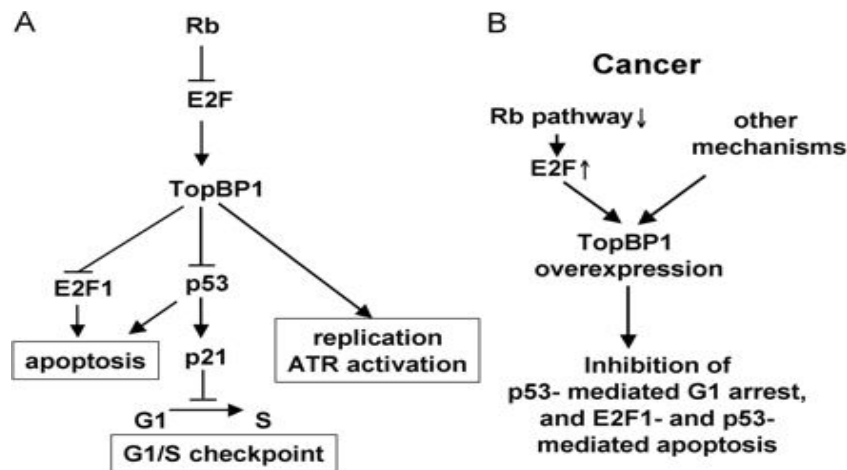 A
Rb
E2F
TopBP1
E2F1
p53
apoptosis
p21
replication
ATR activation
G1 S
G1/S checkpoint
B
Cancer
Rb pathway↓
E2F↑
other
mechanisms
TopBP1
overexpression
Inhibition of
p53- mediated G1 arrest,
and E2F1- and p53-
mediated apoptosis